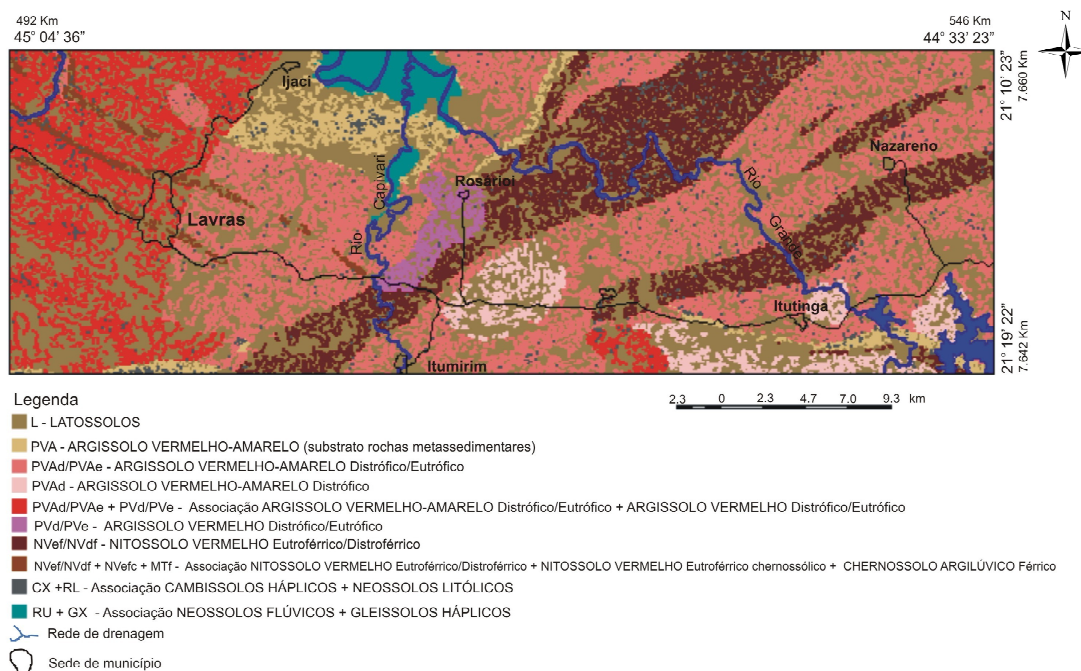 492 Km
45° 04' 36"
546 Km
44° 33' 23"
N
21° 10' 23"
7.660 Km
Ijaci
Nazareno
Capivari
Rio
Rosárioi
Lavras
Rio
Grande
Itutinga
Itumirim
21° 19' 22"
7.642 Km
2,3 0 2.3 4.7 7.0 9.3 km
Legenda
L - LATOSSOLOS
PVA - ARGISSOLO VERMELHO-AMARELO (substrato rochas metassedimentares)
PVAd/PVAe - ARGISSOLO VERMELHO-AMARELO Distrófico/Eutrófico
PVAd - ARGISSOLO VERMELHO-AMARELO Distrófico
PVAd/PVAe + PVd/PVe - Associação ARGISSOLO VERMELHO-AMARELO Distrófico/Eutrófico + ARGISSOLO VERMELHO Distrófico/Eutrófico
PVd/PVe - ARGISSOLO VERMELHO Distrófico/Eutrófico
NVef/NVdf - NITOSSOLO VERMELHO Eutroférrico/Distroférrico
NVef/NVdf + NVefc + MTf - Associação NITOSSOLO VERMELHO Eutroférrico/Distroférrico + NITOSSOLO VERMELHO Eutroférrico chernossólico + CHERNOSSOLO ARGILÚVICO Férrico
CX +RL - Associação CAMBISSOLOS HÁPLICOS + NEOSSOLOS LITÓLICOS
RU + GX - Associação NEOSSOLOS FLÚVICOS + GLEISSOLOS HÁPLICOS
Rede de drenagem
Sede de município